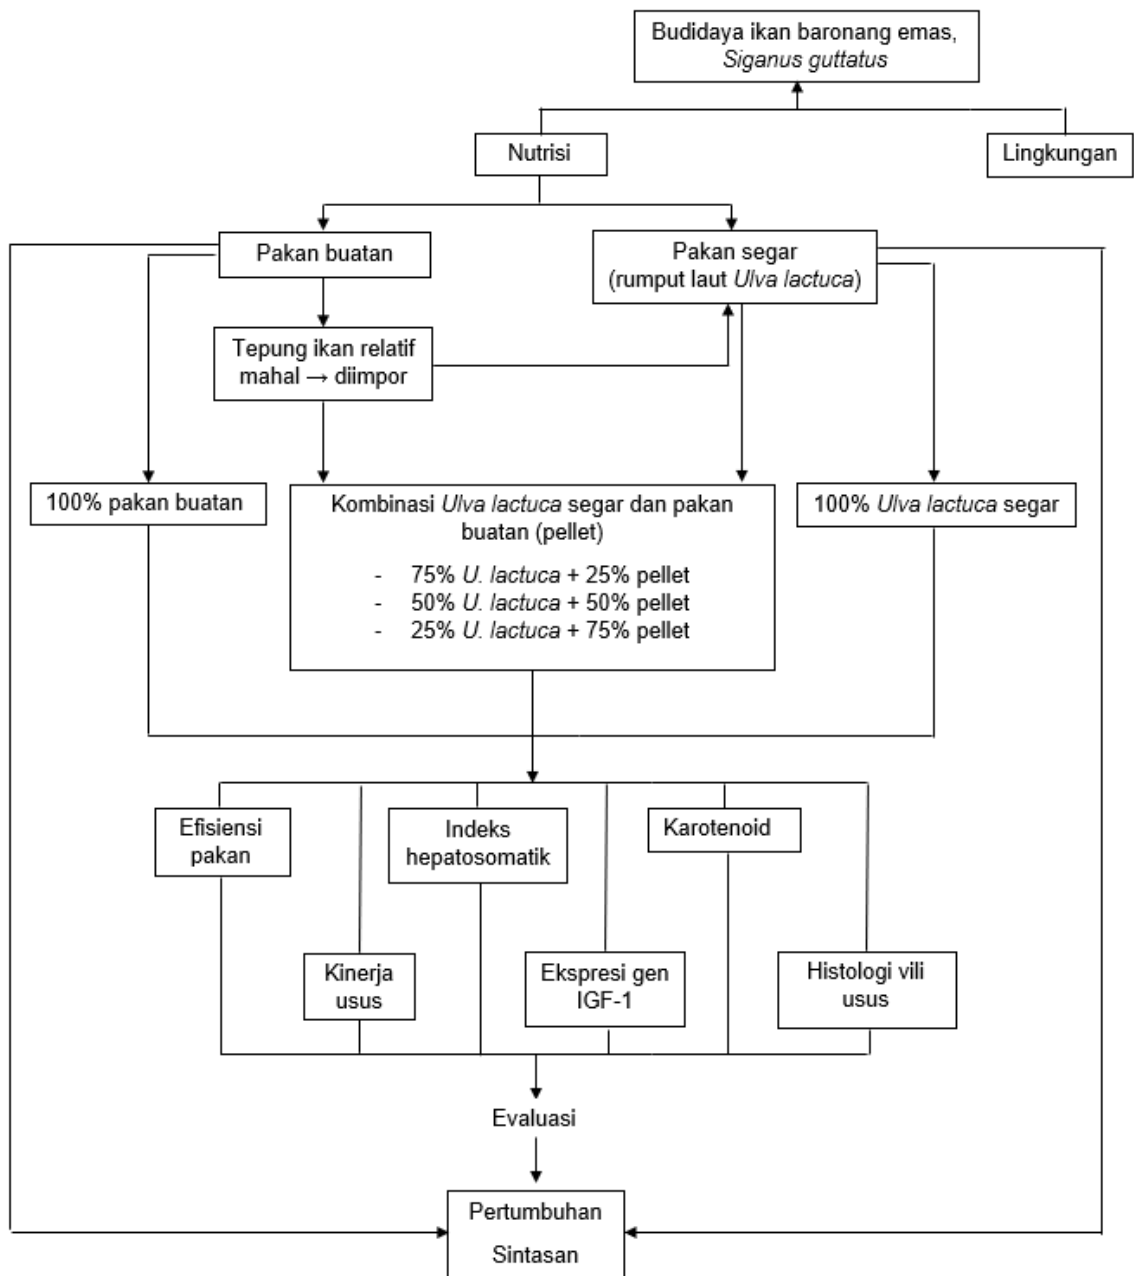 Budidaya ikan baronang emas,
Siganus guttatus
Nutrisi
Lingkungan
Pakan buatan
Pakan segar
(rumput laut Ulva lactuca)
Tepung ikan relatif
mahal → diimpor
100% pakan buatan
Kombinasi Ulva lactuca segar dan pakan
buatan (pellet)
- 75% U. lactuca + 25% pellet
- 50% U. lactuca + 50% pellet
- 25% U. lactuca + 75% pellet
100% Ulva lactuca segar
Efisiensi
pakan
Indeks
hepatosomatik
Karotenoid
Kinerja
usus
Ekspresi gen
IGF-1
Histologi vili
usus
Evaluasi
Pertumbuhan
Sintasan